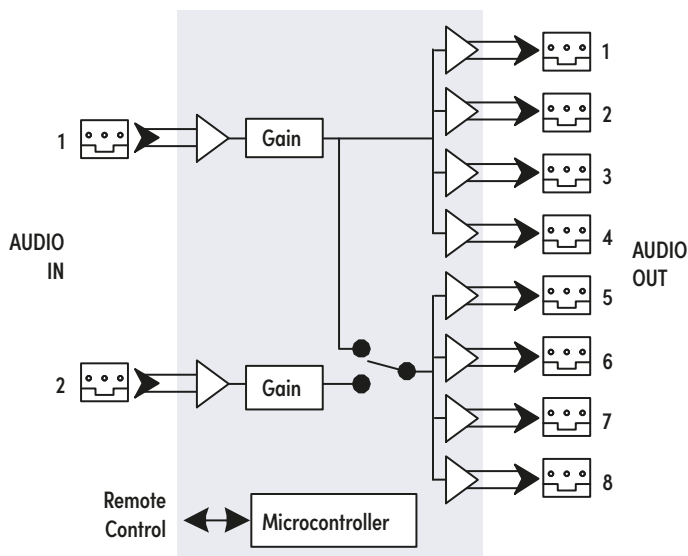 1
Gain
AUDIO
IN
2
Gain
Remote
Control
Microcontroller
1
2
3
4
AUDIO
OUT
5
6
7
8